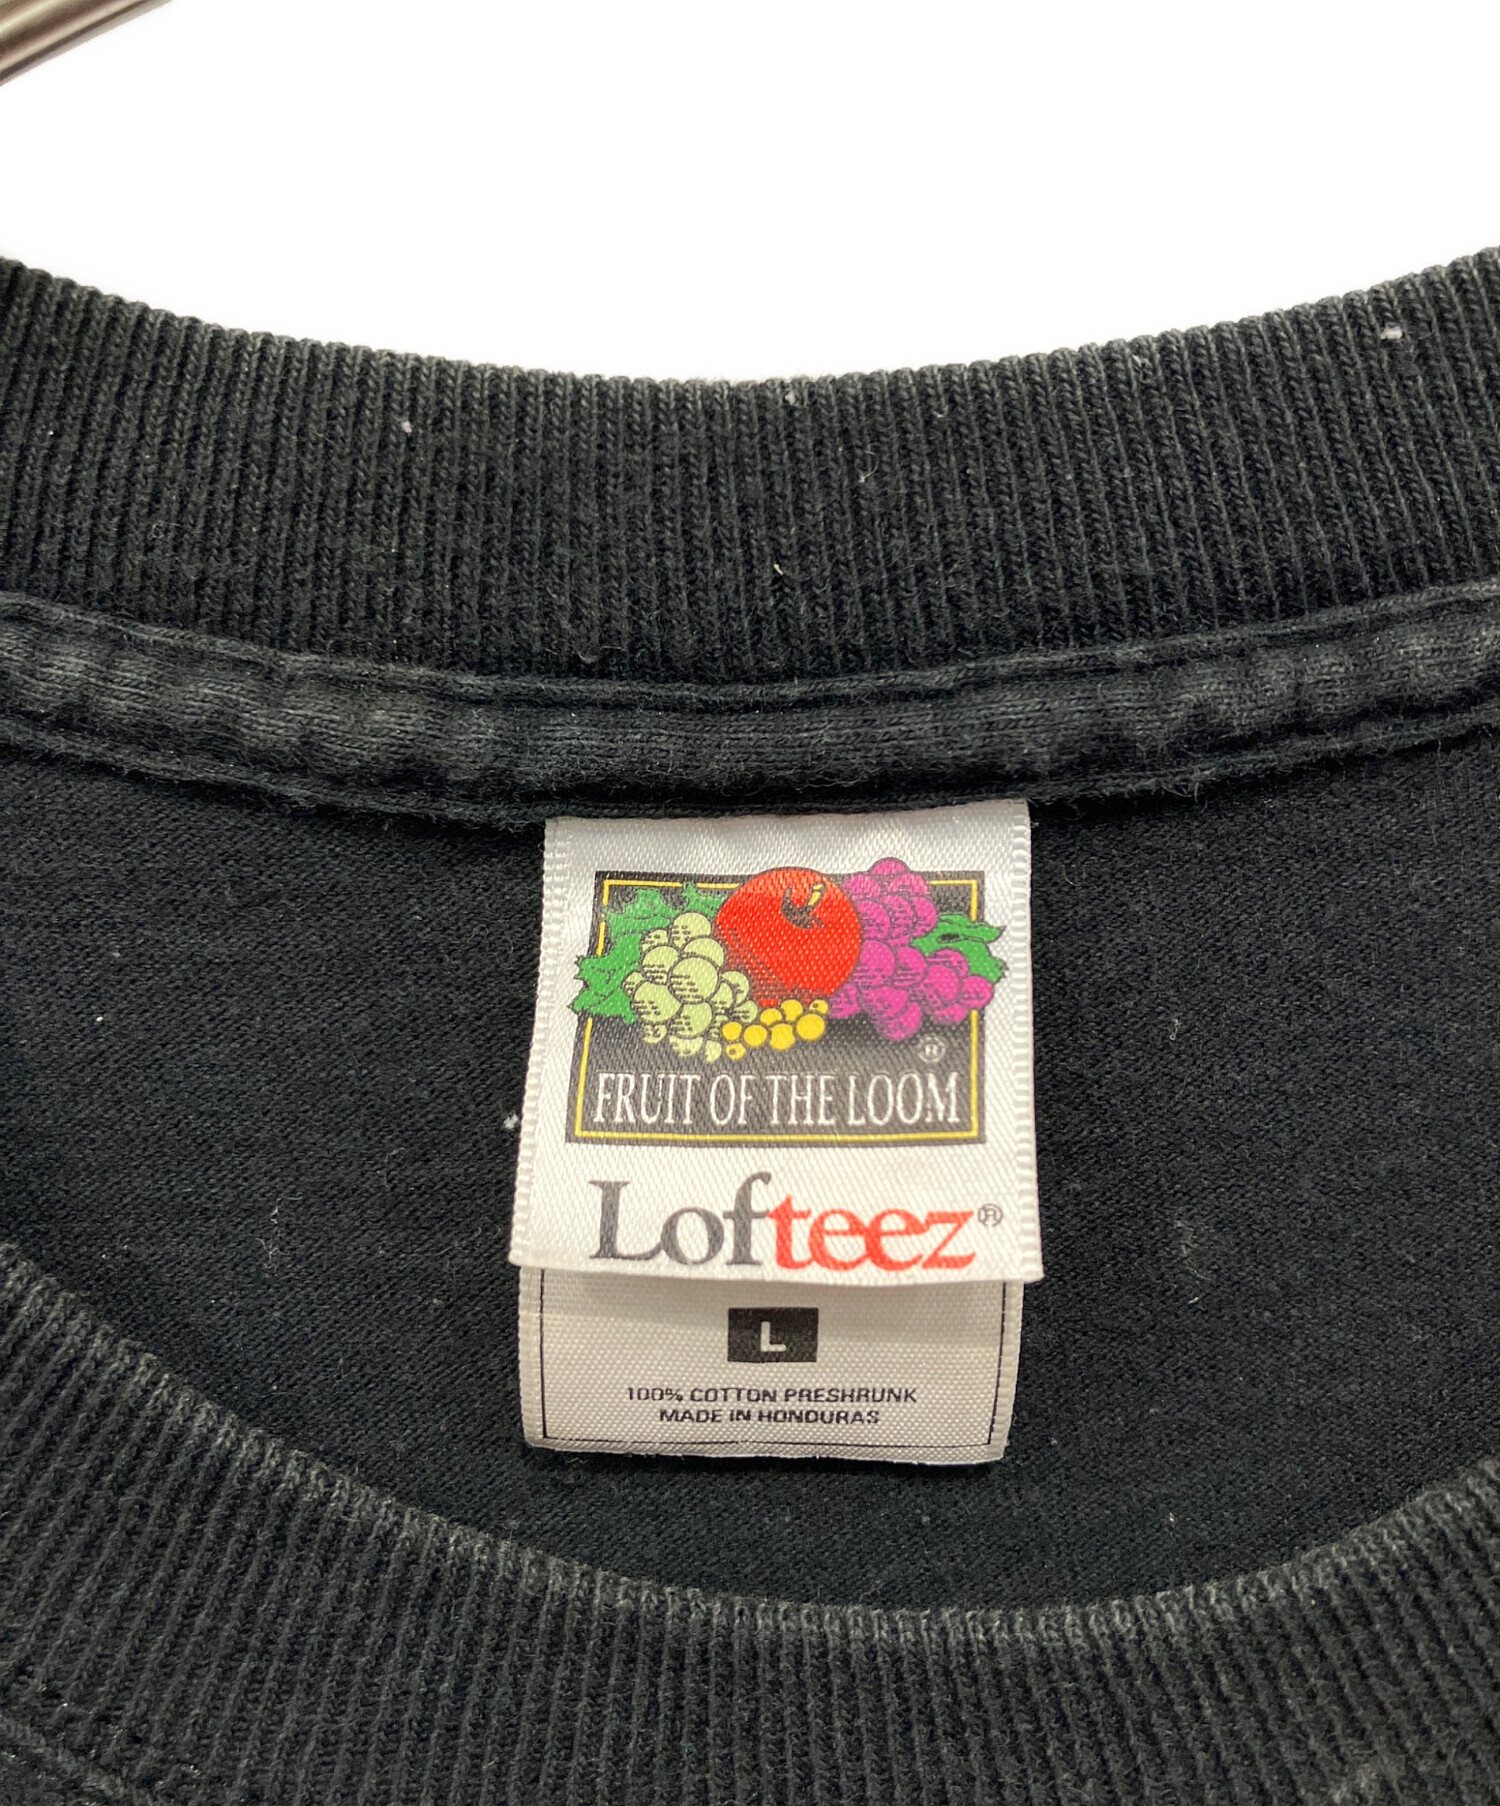 ®
FRUIT OF THE LOOM
Lofteez®
L
100% COTTON PRESHRUNK
MADE IN HONDURAS